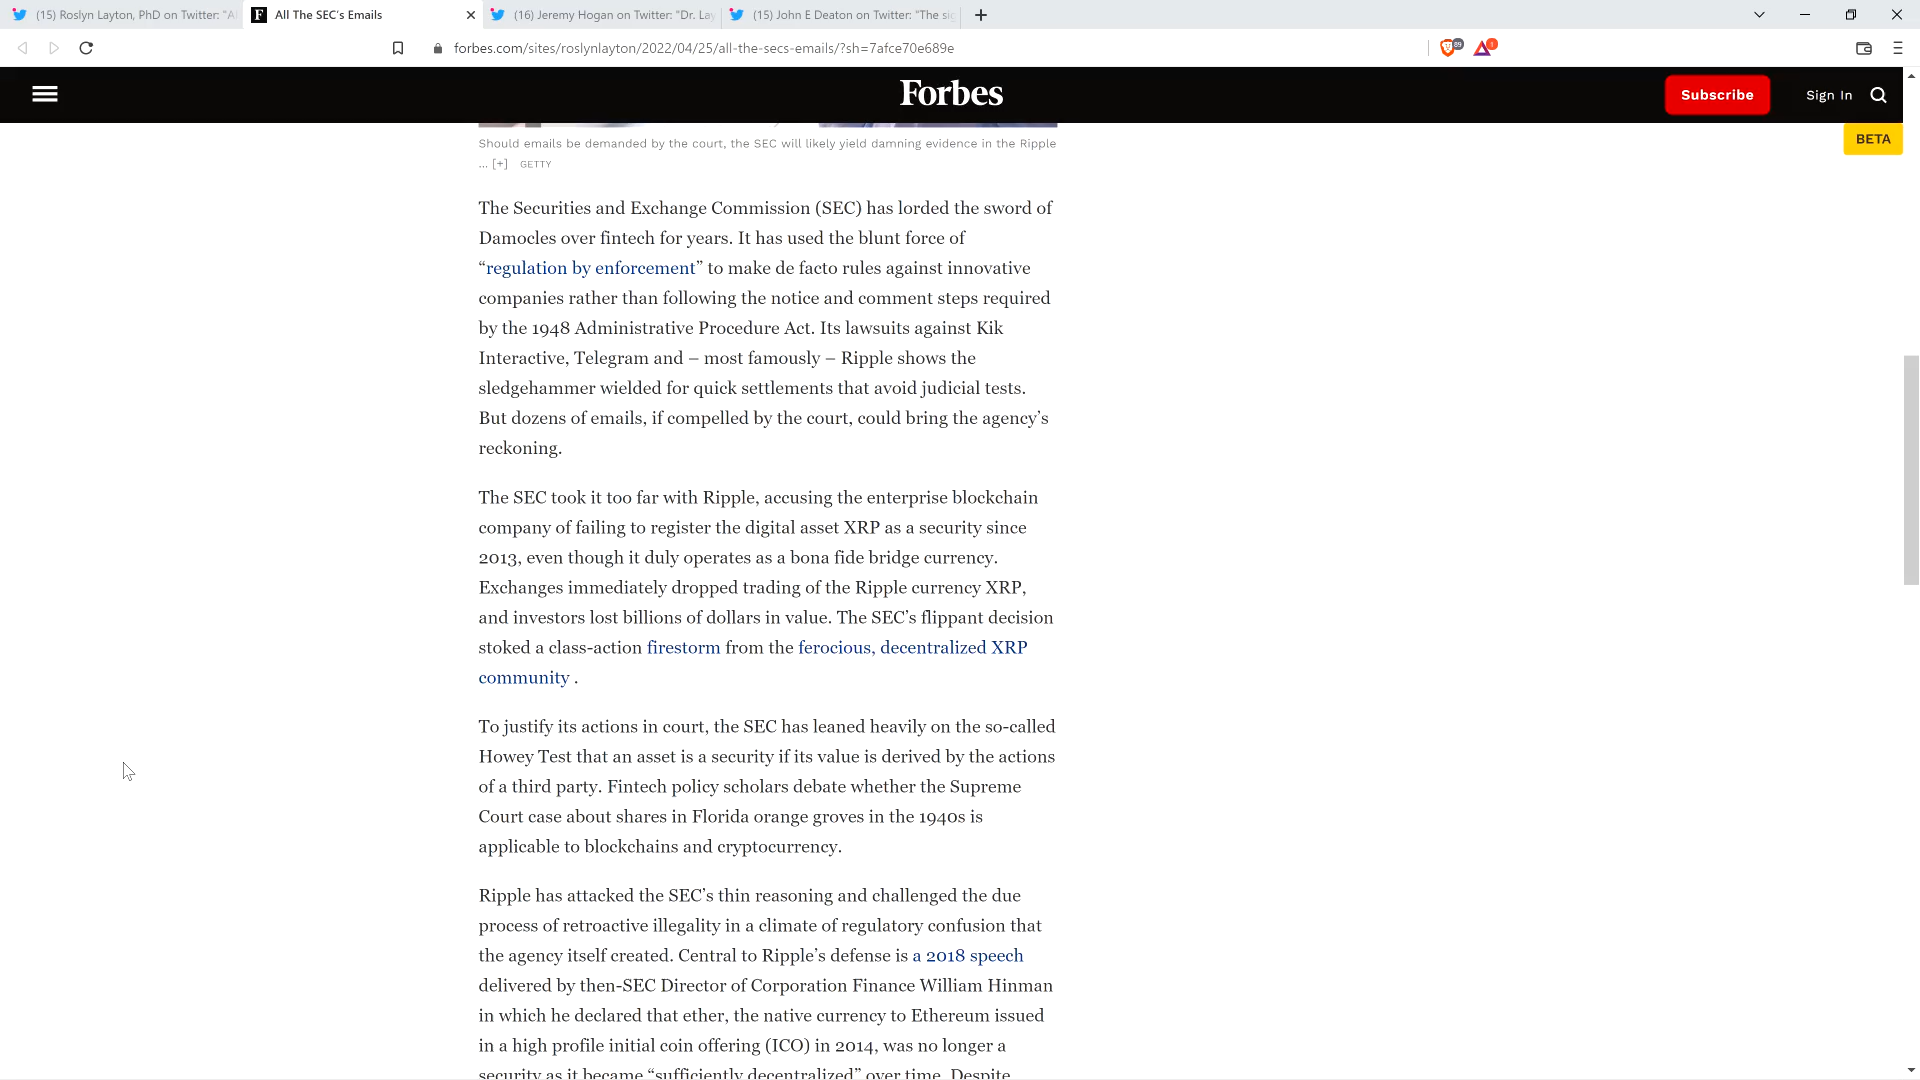 (15) Roslyn Layton, PhD on Twitter: "A
All The SEC's Emails
(16) Jeremy Hogan on Twitter: "Dr. Lay
(15) John E Deaton on Twitter: "The sig
forbes.com/sites/roslynlayton/2022/04/25/all-the-secs-emails/?sh=7afce70e689e
89
1
Forbes
Subscribe
Sign In
BETA
Should emails be demanded by the court, the SEC will likely yield damning evidence in the Ripple
... [+] GETTY
The Securities and Exchange Commission (SEC) has lorded the sword of
Damocles over fintech for years. It has used the blunt force of
“regulation by enforcement” to make de facto rules against innovative
companies rather than following the notice and comment steps required
by the 1948 Administrative Procedure Act. Its lawsuits against Kik
Interactive, Telegram and – most famously – Ripple shows the
sledgehammer wielded for quick settlements that avoid judicial tests.
But dozens of emails, if compelled by the court, could bring the agency’s
reckoning.
The SEC took it too far with Ripple, accusing the enterprise blockchain
company of failing to register the digital asset XRP as a security since
2013, even though it duly operates as a bona fide bridge currency.
Exchanges immediately dropped trading of the Ripple currency XRP,
and investors lost billions of dollars in value. The SEC’s flippant decision
stoked a class-action firestorm from the ferocious, decentralized XRP
community .
To justify its actions in court, the SEC has leaned heavily on the so-called
Howey Test that an asset is a security if its value is derived by the actions
of a third party. Fintech policy scholars debate whether the Supreme
Court case about shares in Florida orange groves in the 1940s is
applicable to blockchains and cryptocurrency.
Ripple has attacked the SEC’s thin reasoning and challenged the due
process of retroactive illegality in a climate of regulatory confusion that
the agency itself created. Central to Ripple’s defense is a 2018 speech
delivered by then-SEC Director of Corporation Finance William Hinman
in which he declared that ether, the native currency to Ethereum issued
in a high profile initial coin offering (ICO) in 2014, was no longer a
security as it became “sufficiently decentralized” over time. Despite